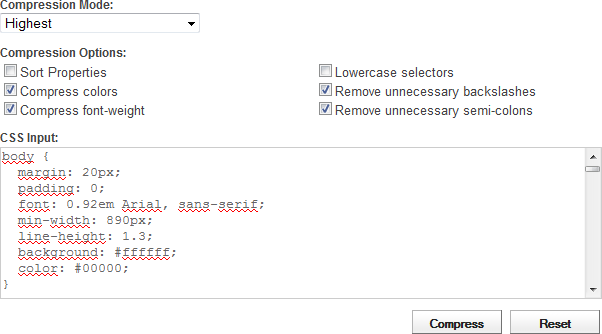 Compression Mode:
Highest
Compression Options:
Sort Properties
Lowercase selectors
Compress colors
Remove unnecessary backslashes
Compress font-weight
Remove unnecessary semi-colons
CSS Input:
body {
margin: 20px;
padding: 0;
font: 0.92em Arial, sans-serif;
min-width: 890px;
line-height: 1.3;
background: #ffffff;
color: #00000;
}
Compress
Reset